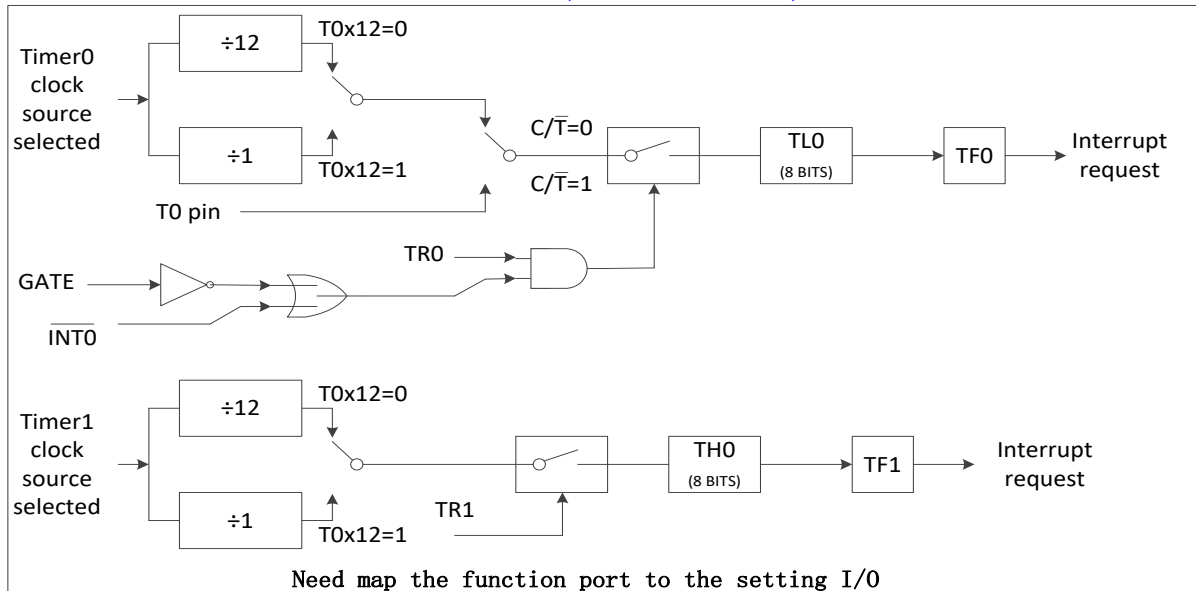 Timer0
clock
source
selected
÷12
÷1
T0x12=0
T0x12=1
T0 pin
C/T̅=0
C/T̅=1
TR0
GATE
I̅N̅T̅0̅
TL0
(8 BITS)
TF0
Interrupt
request
Timer1
clock
source
selected
÷12
÷1
T0x12=0
T0x12=1
TR1
TH0
(8 BITS)
TF1
Interrupt
request
Need map the function port to the setting I/O